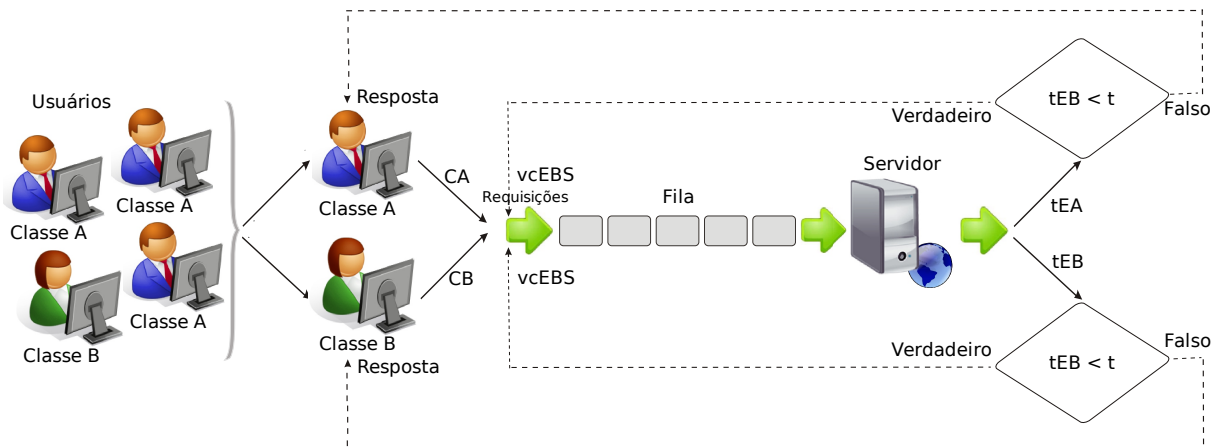 Usuários
Classe A
Classe A
Classe A
Classe B
Resposta
Classe A
Classe B
Resposta
CA
CB
vcEBS
Requisições
vcEBS
Fila
Servidor
tEA
tEB
tEB < t
Verdadeiro
Falso
tEB < t
Verdadeiro
Falso